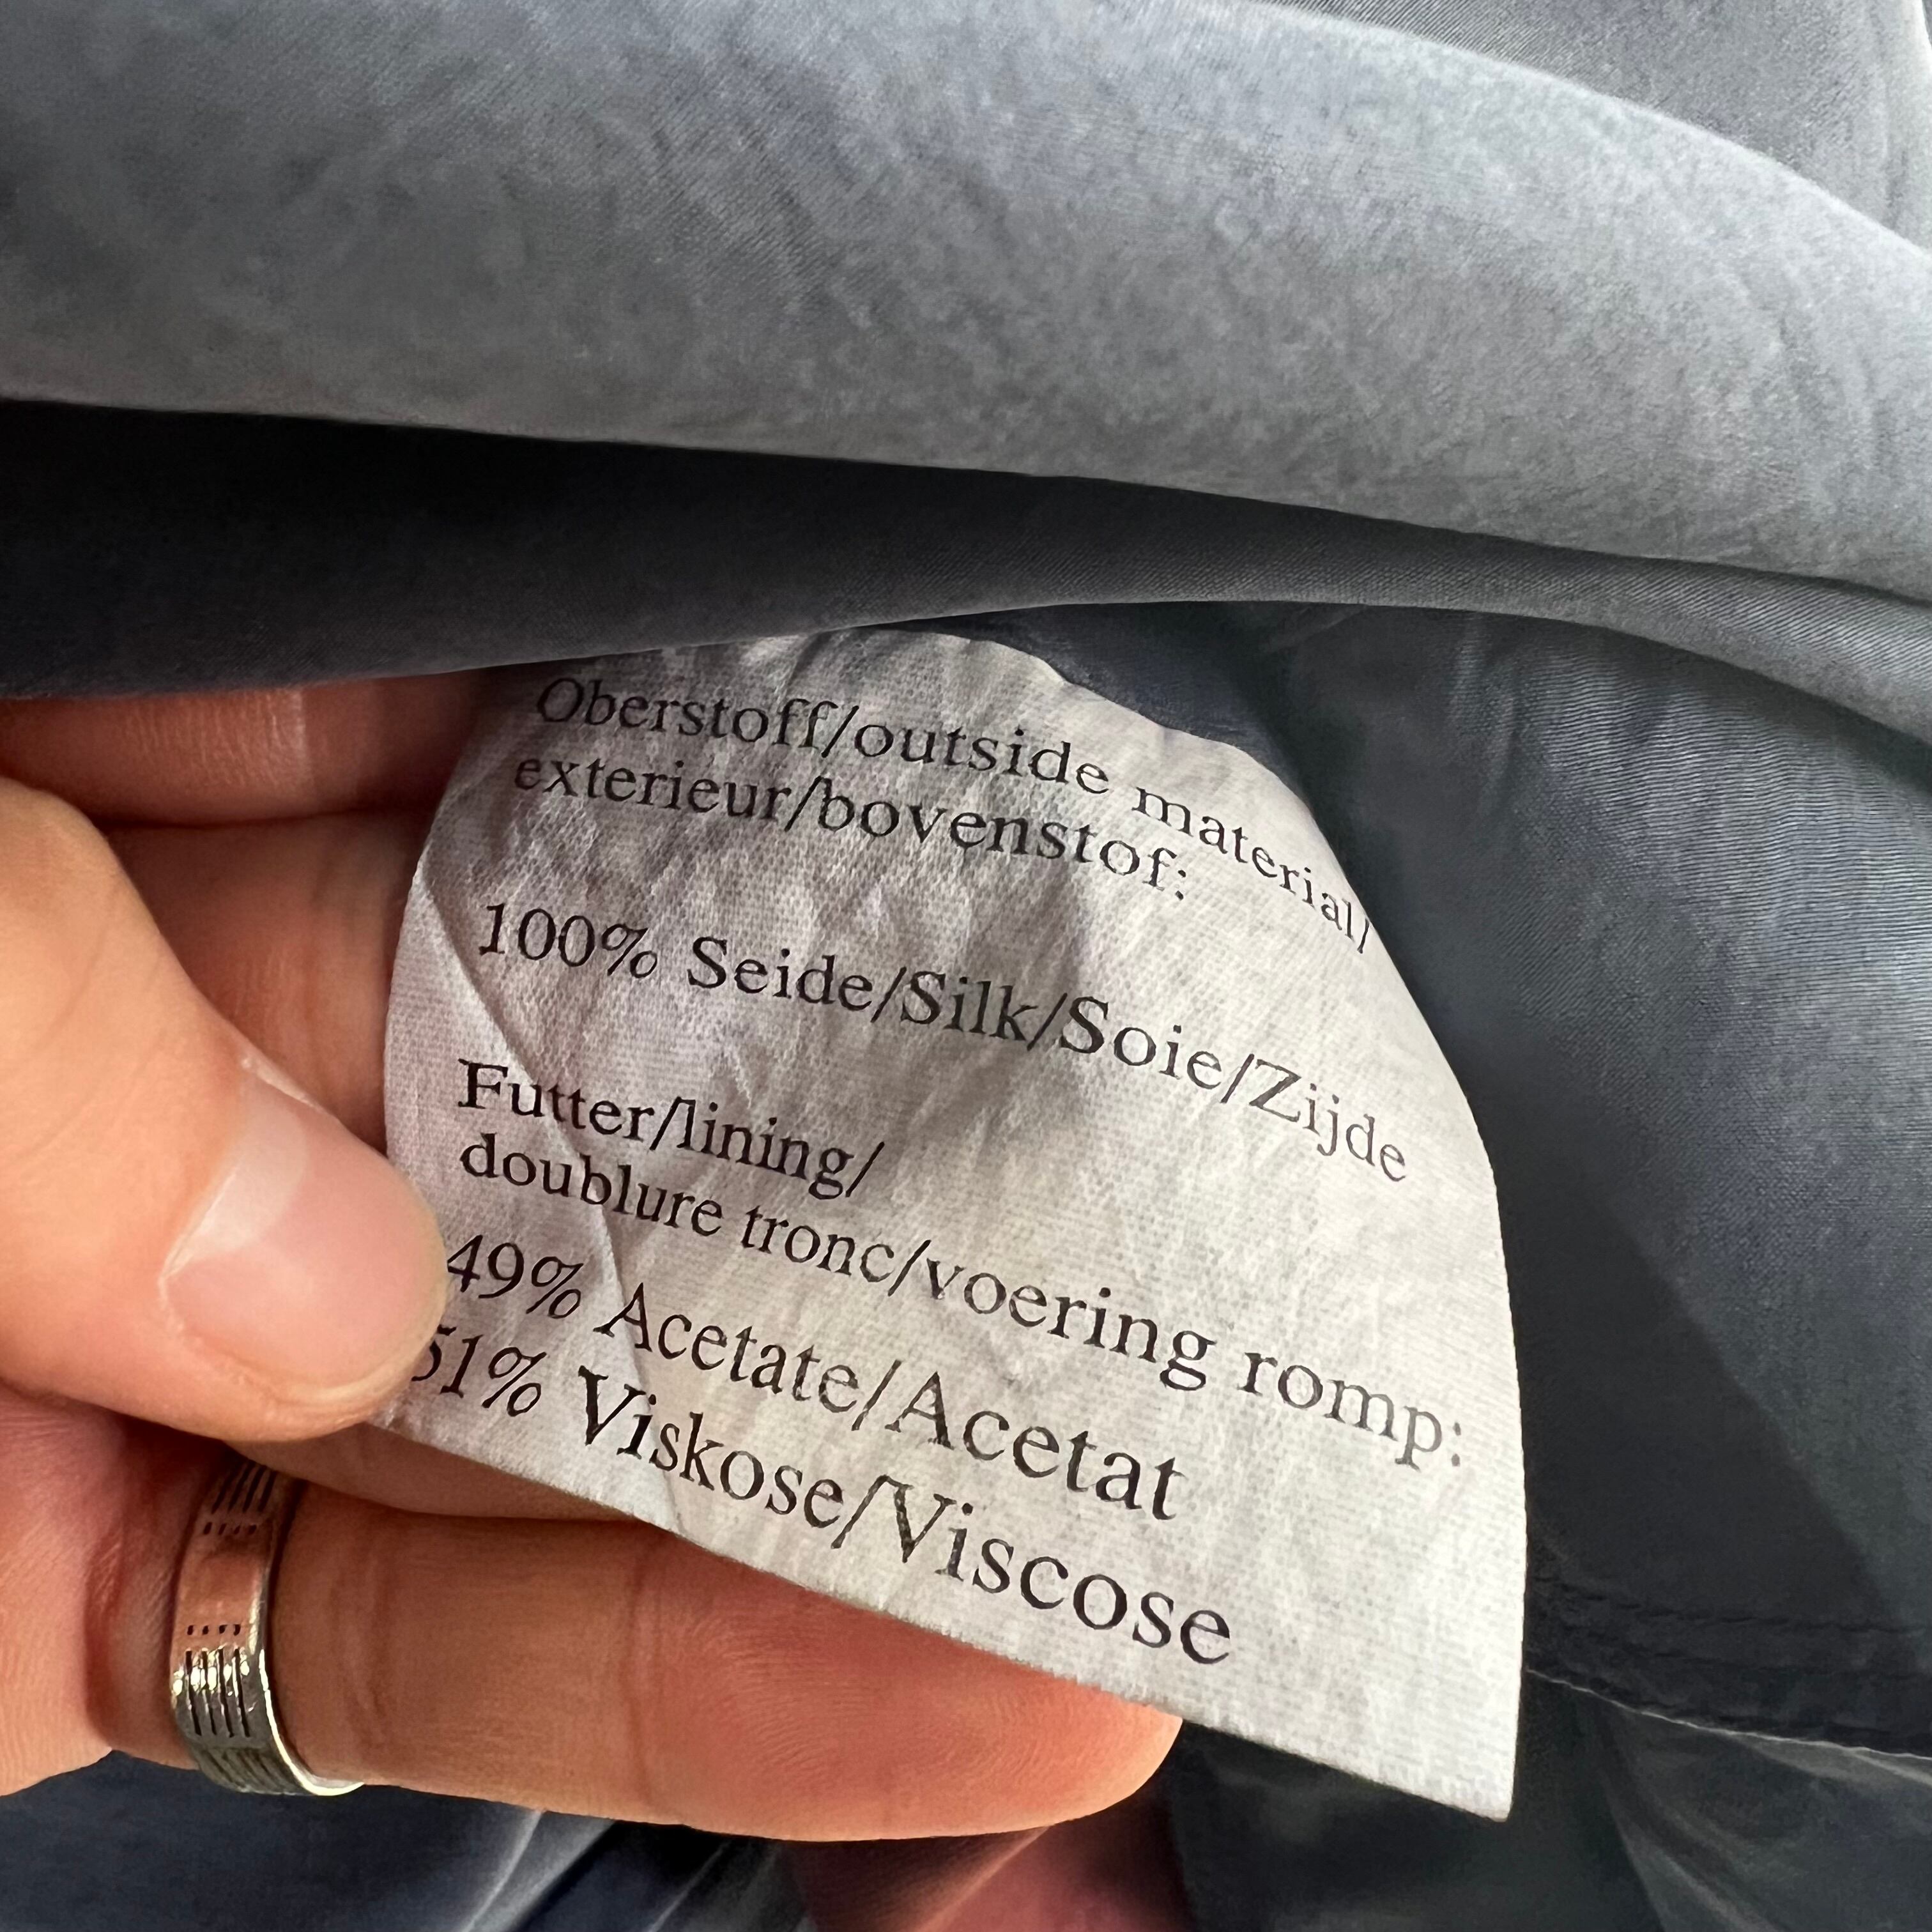 Oberstoff/outside material/
exterieur/bovenstof:
100% Seide/Silk/Soie/Zijde
Futter/lining/
doublure tronc/voering romp:
49% Acetate/Acetat
51% Viskose/Viscose